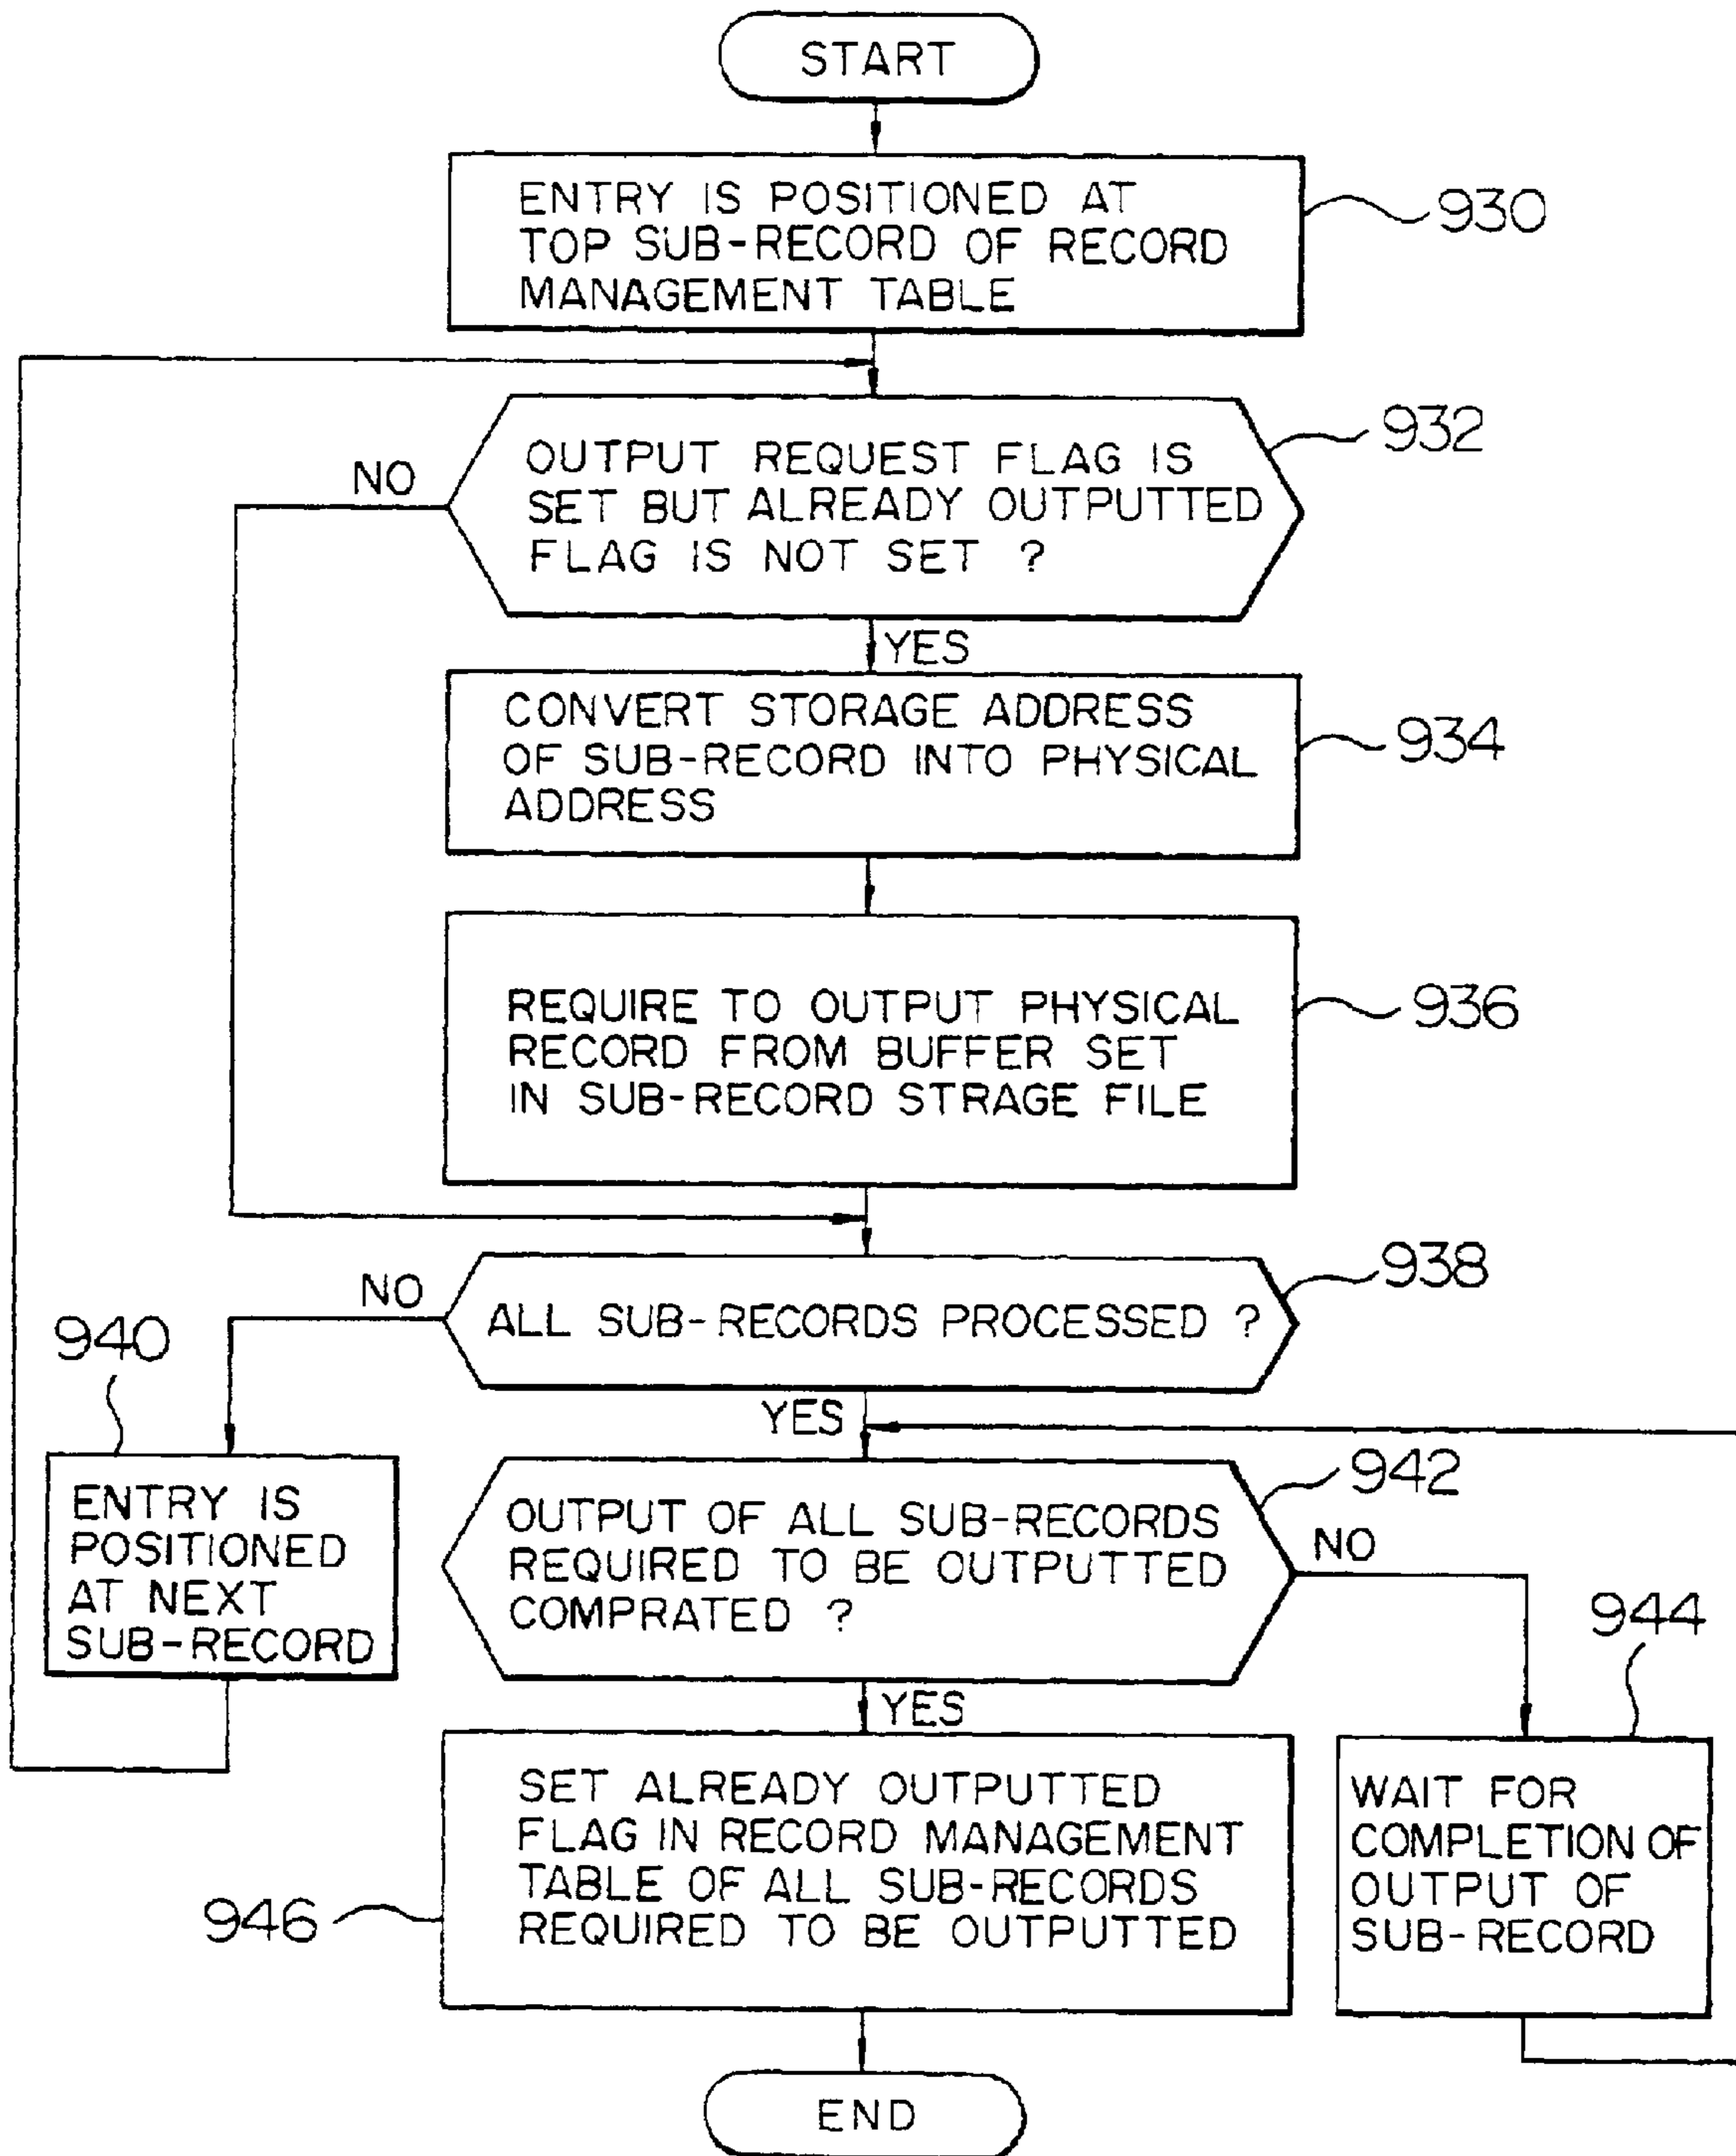 START
ENTRY IS POSITIONED AT
TOP SUB-RECORD OF RECORD
MANAGEMENT TABLE
930
OUTPUT REQUEST FLAG IS
SET BUT ALREADY OUTPUTTED
FLAG IS NOT SET ?
932
NO
YES
CONVERT STORAGE ADDRESS
OF SUB-RECORD INTO PHYSICAL
ADDRESS
934
REQUIRE TO OUTPUT PHYSICAL
RECORD FROM BUFFER SET
IN SUB-RECORD STRAGE FILE
936
ALL SUB-RECORDS PROCESSED ?
938
NO
940
ENTRY IS
POSITIONED
AT NEXT
SUB-RECORD
YES
OUTPUT OF ALL SUB-RECORDS
REQUIRED TO BE OUTPUTTED
COMPRATED ?
942
NO
944
WAIT FOR
COMPLETION OF
OUTPUT OF
SUB-RECORD
YES
SET ALREADY OUTPUTTED
FLAG IN RECORD MANAGEMENT
TABLE OF ALL SUB-RECORDS
REQUIRED TO BE OUTPUTTED
946
END